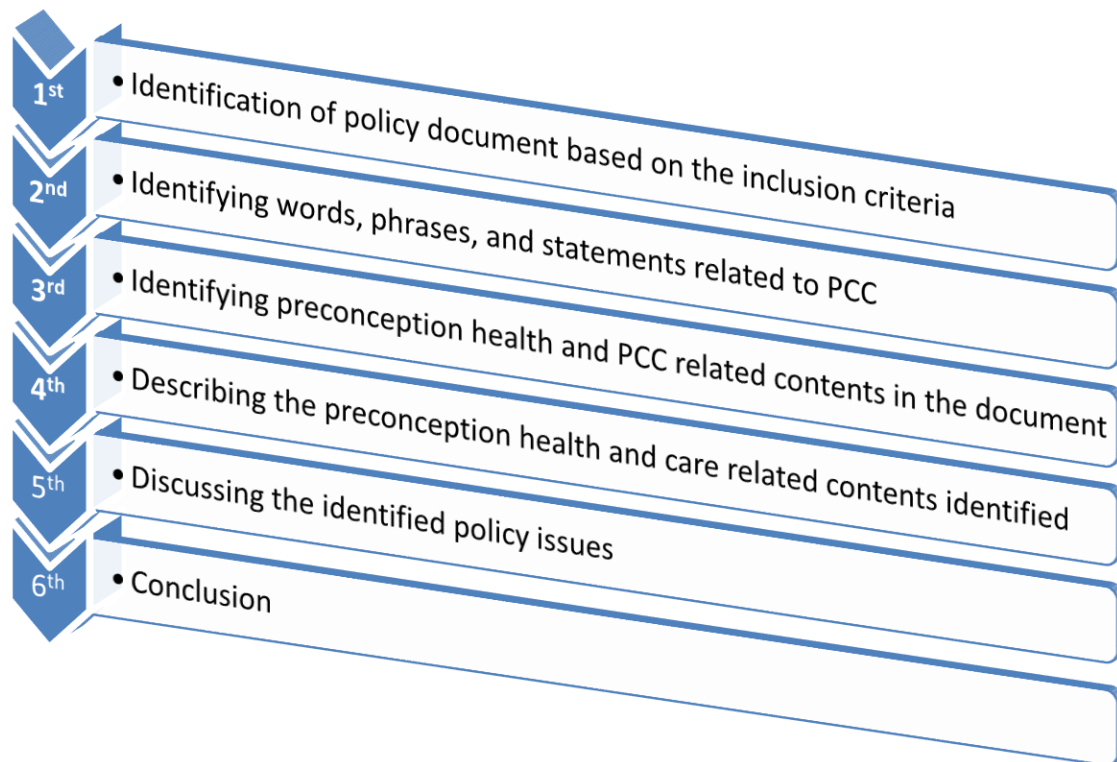 1st
• Identification of policy document based on the inclusion criteria
2nd
• Identifying words, phrases, and statements related to PCC
3rd
• Identifying preconception health and PCC related contents in the document
4th
• Describing the preconception health and care related contents identified
5th
• Discussing the identified policy issues
6th
• Conclusion